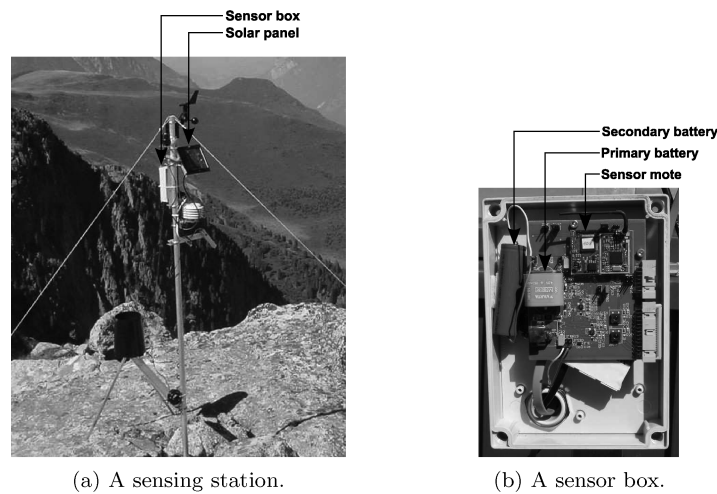 Sensor box
Solar panel
Secondary battery
Primary battery
Sensor mote
(a) A sensing station.
(b) A sensor box.